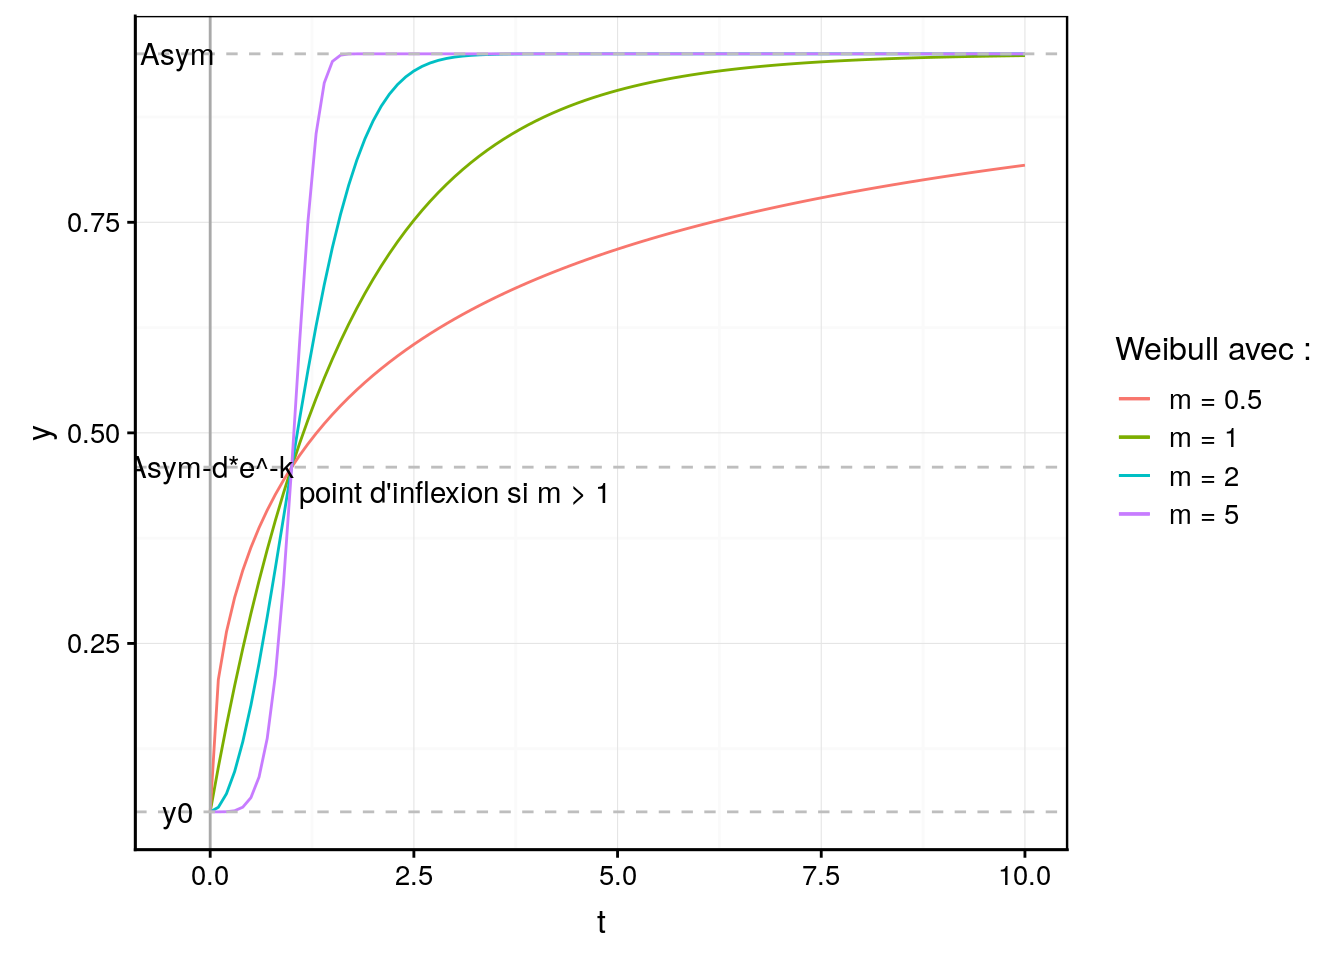 Asym
0.75
y
0.50
Asym-d*e^-k
point d'inflexion si m > 1
0.25
y0
0.0 2.5 5.0 7.5 10.0
t
Weibull avec :
m = 0.5
m = 1
m = 2
m = 5